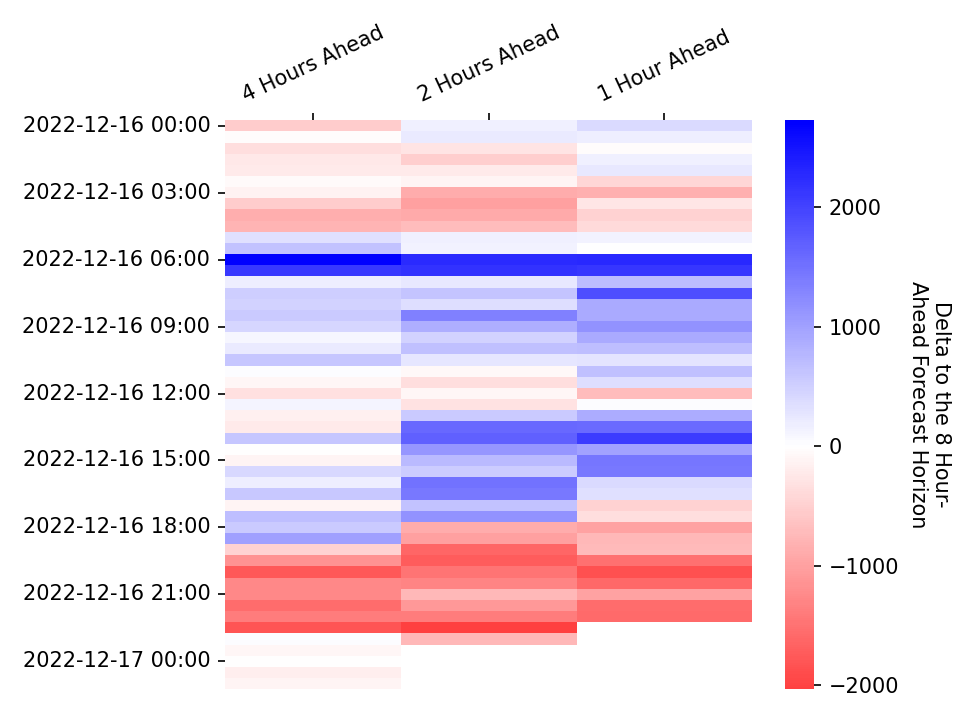 4 Hours Ahead
2 Hours Ahead
1 Hour Ahead
2022-12-16 00:00
2022-12-16 03:00
2022-12-16 06:00
2022-12-16 09:00
2022-12-16 12:00
2022-12-16 15:00
2022-12-16 18:00
2022-12-16 21:00
2022-12-17 00:00
2000
1000
0
−1000
−2000
Delta to the 8 Hour-
Ahead Forecast Horizon